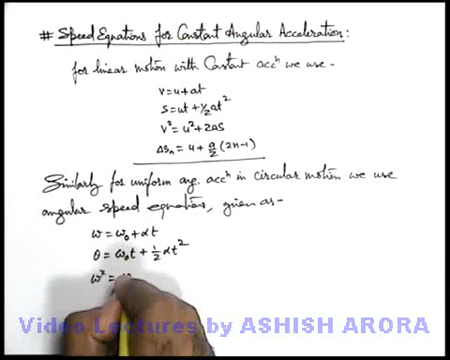 # Speed Equations for Constant Angular Acceleration:
for linear motion with Constant accⁿ we use -
v = u + at
s = ut + ½at²
v² = u² + 2as
Δsₙ = u + a/2 (2n-1)
Similarly for uniform ang. accⁿ in circular motion we use
angular speed equations, given as -
ω = ω₀ + αt
θ = ω₀t + ½ αt²
ω² =
Video Lectures by ASHISH ARORA